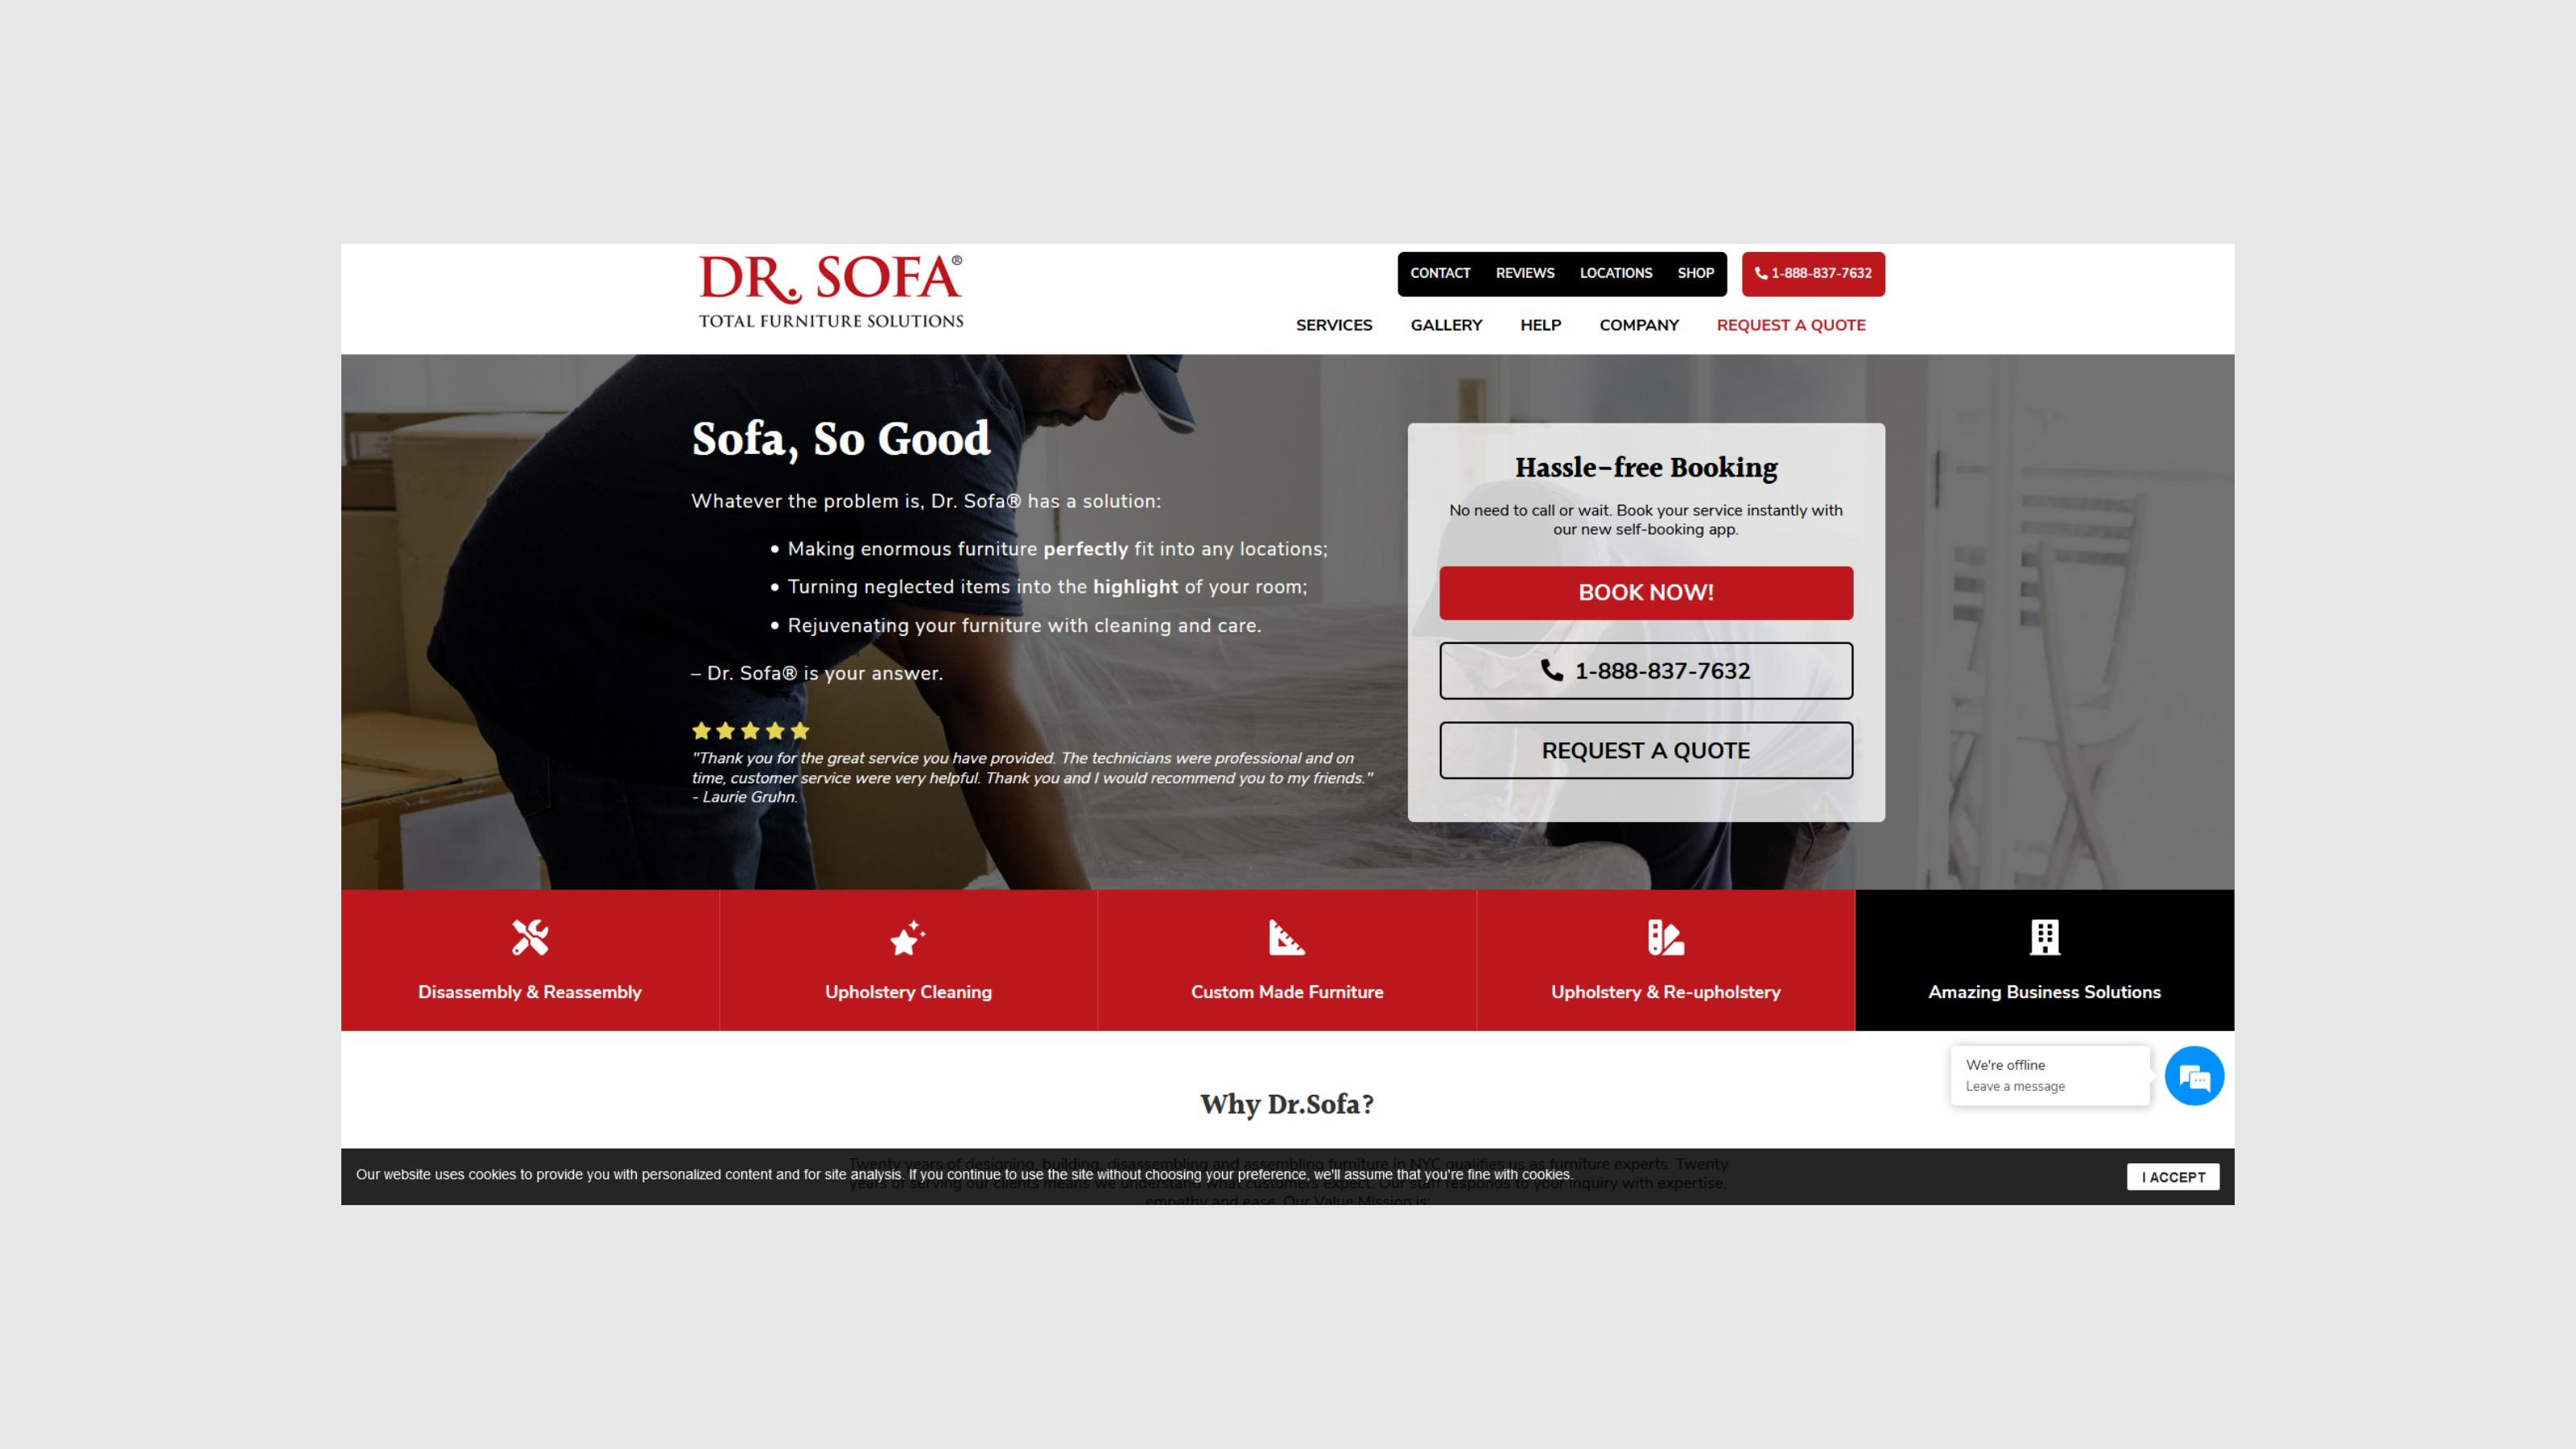 DR. SOFA®
TOTAL FURNITURE SOLUTIONS
CONTACT REVIEWS LOCATIONS SHOP
1-888-837-7632
SERVICES GALLERY HELP COMPANY REQUEST A QUOTE
Sofa, So Good
Whatever the problem is, Dr. Sofa® has a solution:
• Making enormous furniture perfectly fit into any locations;
• Turning neglected items into the highlight of your room;
• Rejuvenating your furniture with cleaning and care.
– Dr. Sofa® is your answer.
"Thank you for the great service you have provided. The technicians were professional and on
time, customer service were very helpful. Thank you and I would recommend you to my friends."
- Laurie Gruhn.
Hassle-free Booking
No need to call or wait. Book your service instantly with
our new self-booking app.
BOOK NOW!
1-888-837-7632
REQUEST A QUOTE
Disassembly & Reassembly
Upholstery Cleaning
Custom Made Furniture
Upholstery & Re-upholstery
Amazing Business Solutions
We're offline
Leave a message
Why Dr.Sofa?
Twenty years of designing, building, disassembling and assembling furniture in NYC qualifies us as furniture experts. Twenty
years of serving our clients means we understand what customers expect. Our staff responds to your inquiry with expertise,
empathy and ease. Our Value Mission is:
Our website uses cookies to provide you with personalized content and for site analysis. If you continue to use the site without choosing your preference, we'll assume that you're fine with cookies.
I ACCEPT